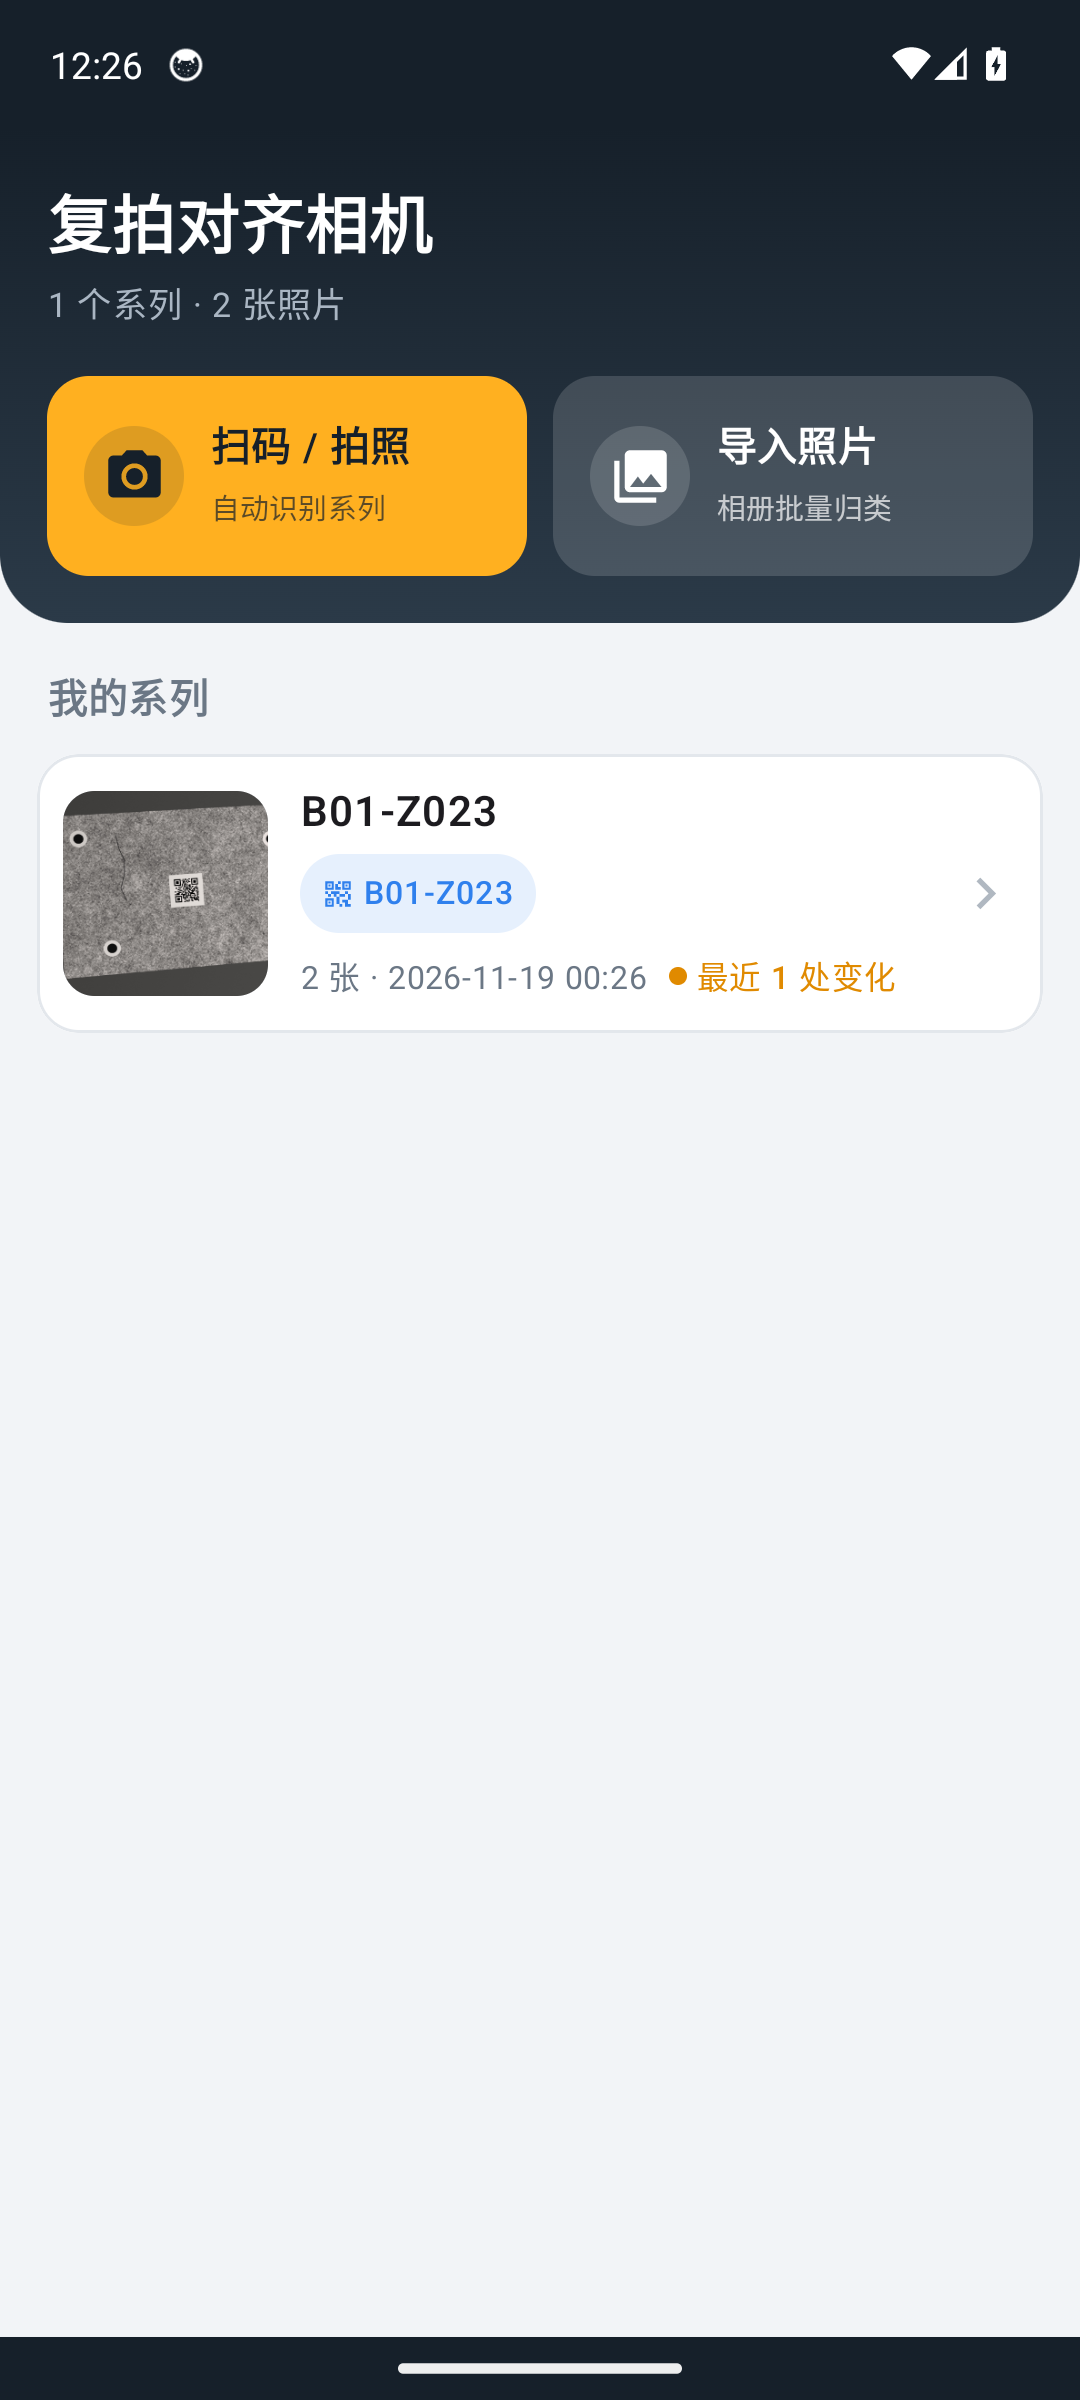 12:26
复拍对齐相机
1 个系列 · 2 张照片
扫码 / 拍照
自动识别系列
导入照片
相册批量归类
我的系列
B01-Z023
B01-Z023
2 张 · 2026-11-19 00:26 最近 1 处变化